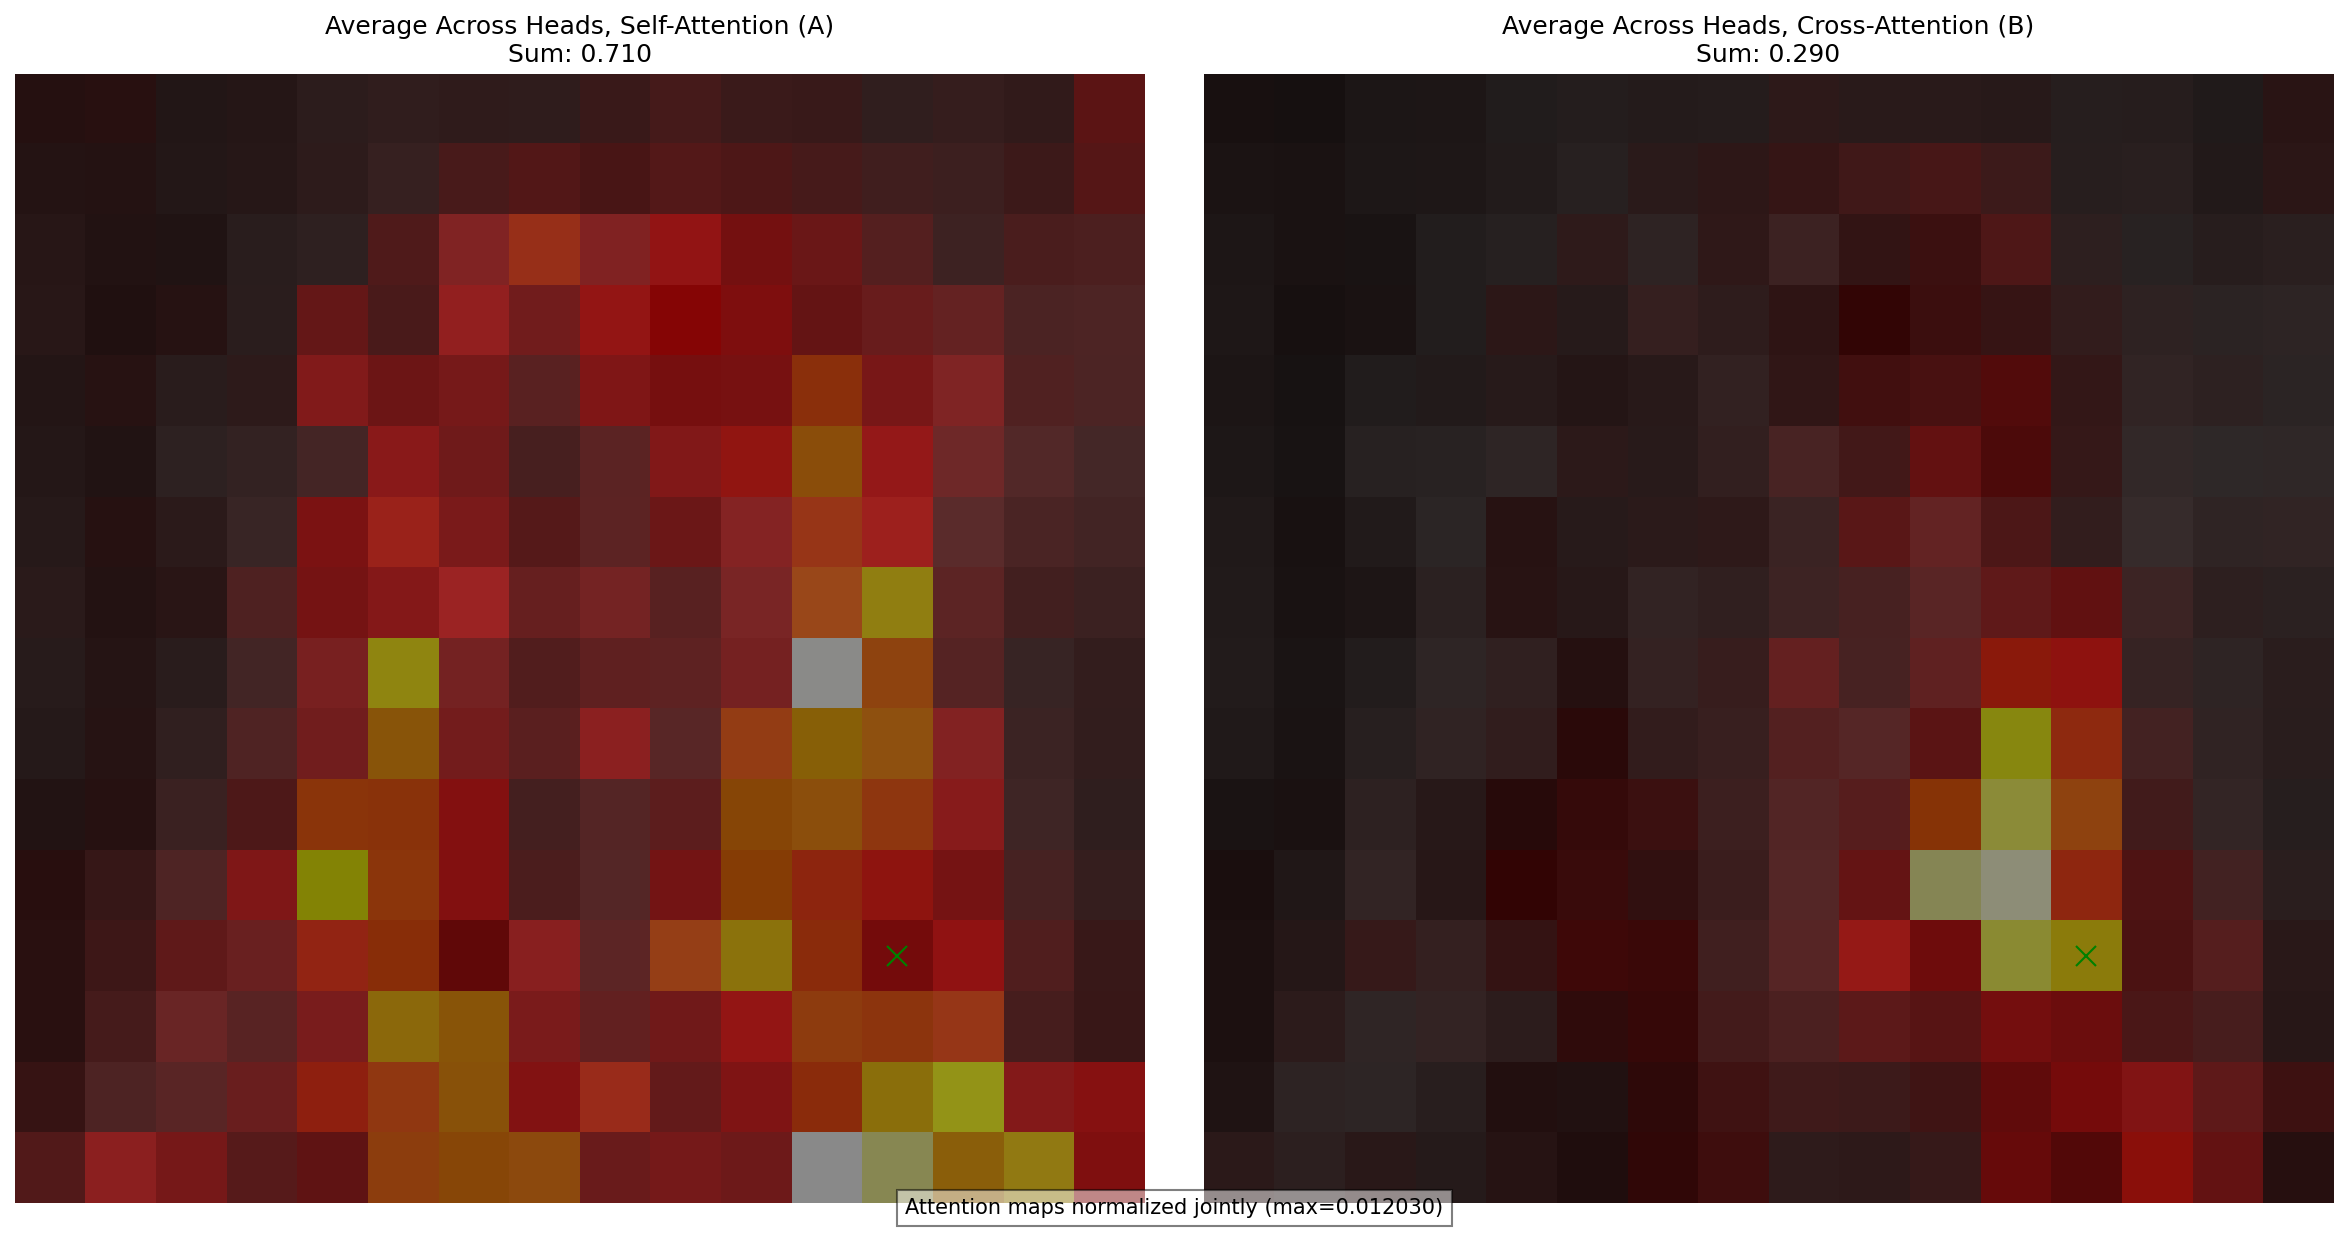 Average Across Heads, Self-Attention (A)
Sum: 0.710
Average Across Heads, Cross-Attention (B)
Sum: 0.290
Attention maps normalized jointly (max=0.012030)